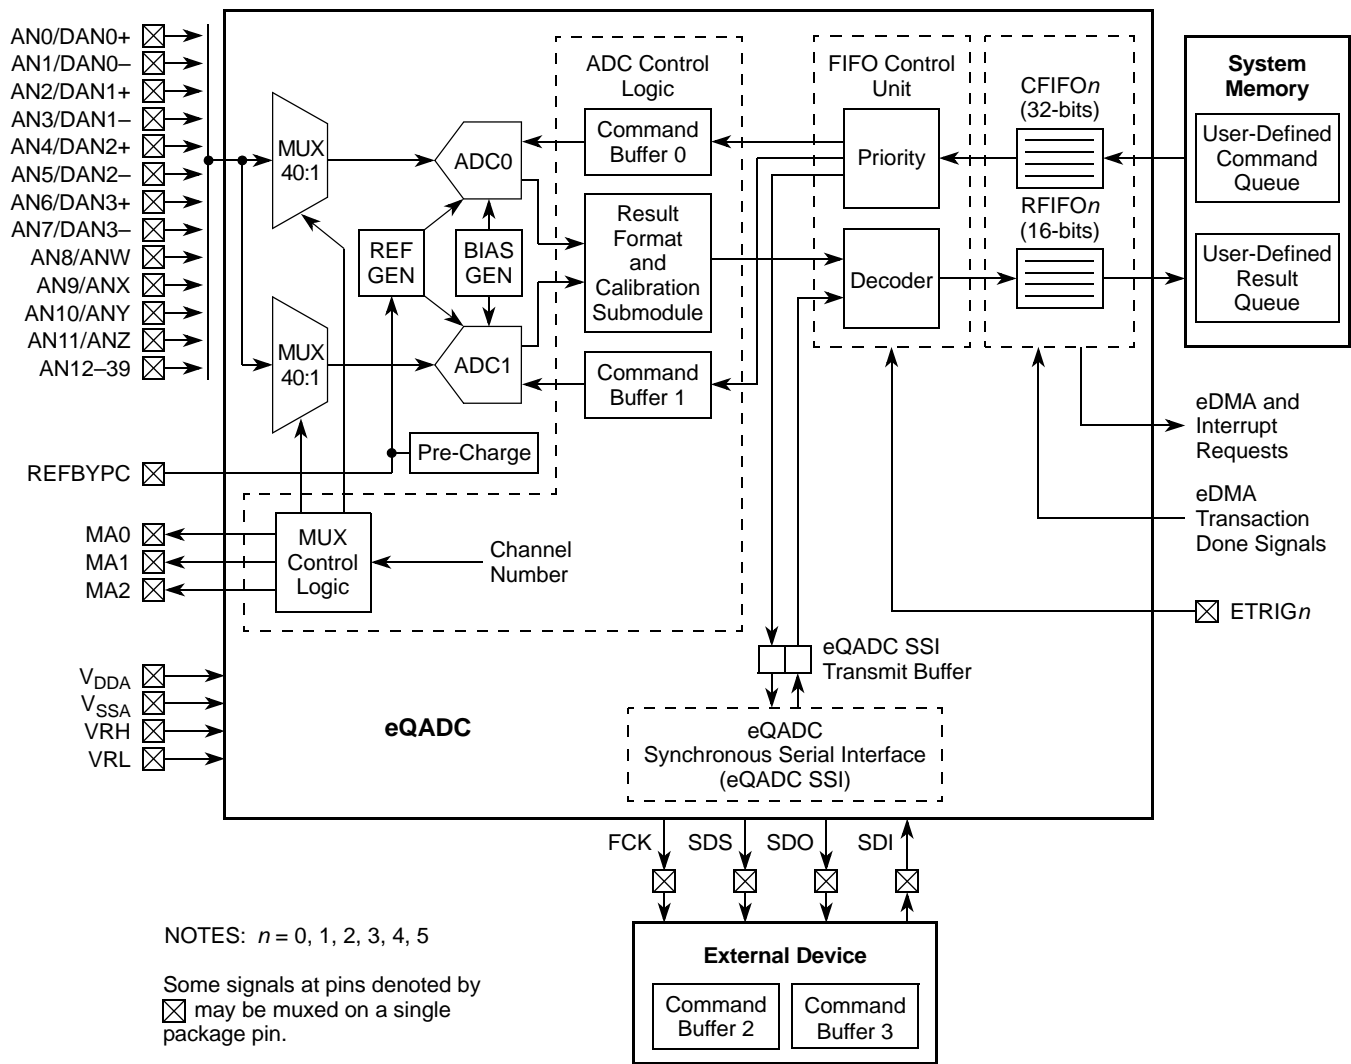 AN0/DAN0+
AN1/DAN0–
AN2/DAN1+
AN3/DAN1–
AN4/DAN2+
AN5/DAN2–
AN6/DAN3+
AN7/DAN3–
AN8/ANW
AN9/ANX
AN10/ANY
AN11/ANZ
AN12–39
REFBYPC
MA0
MA1
MA2
VDDA
VSSA
VRH
VRL
MUX
40:1
MUX
40:1
ADC0
REF
GEN
BIAS
GEN
ADC1
Pre-Charge
MUX
Control
Logic
Channel
Number
ADC Control
Logic
Command
Buffer 0
Result
Format
and
Calibration
Submodule
Command
Buffer 1
FIFO Control
Unit
Priority
Decoder
CFIFOn
(32-bits)
RFIFOn
(16-bits)
System
Memory
User-Defined
Command
Queue
User-Defined
Result
Queue
eDMA and
Interrupt
Requests
eDMA
Transaction
Done Signals
ETRIGn
eQADC SSI
Transmit Buffer
eQADC
eQADC
Synchronous Serial Interface
(eQADC SSI)
FCK
SDS
SDO
SDI
External Device
Command
Buffer 2
Command
Buffer 3
NOTES: n = 0, 1, 2, 3, 4, 5
Some signals at pins denoted by
may be muxed on a single
package pin.